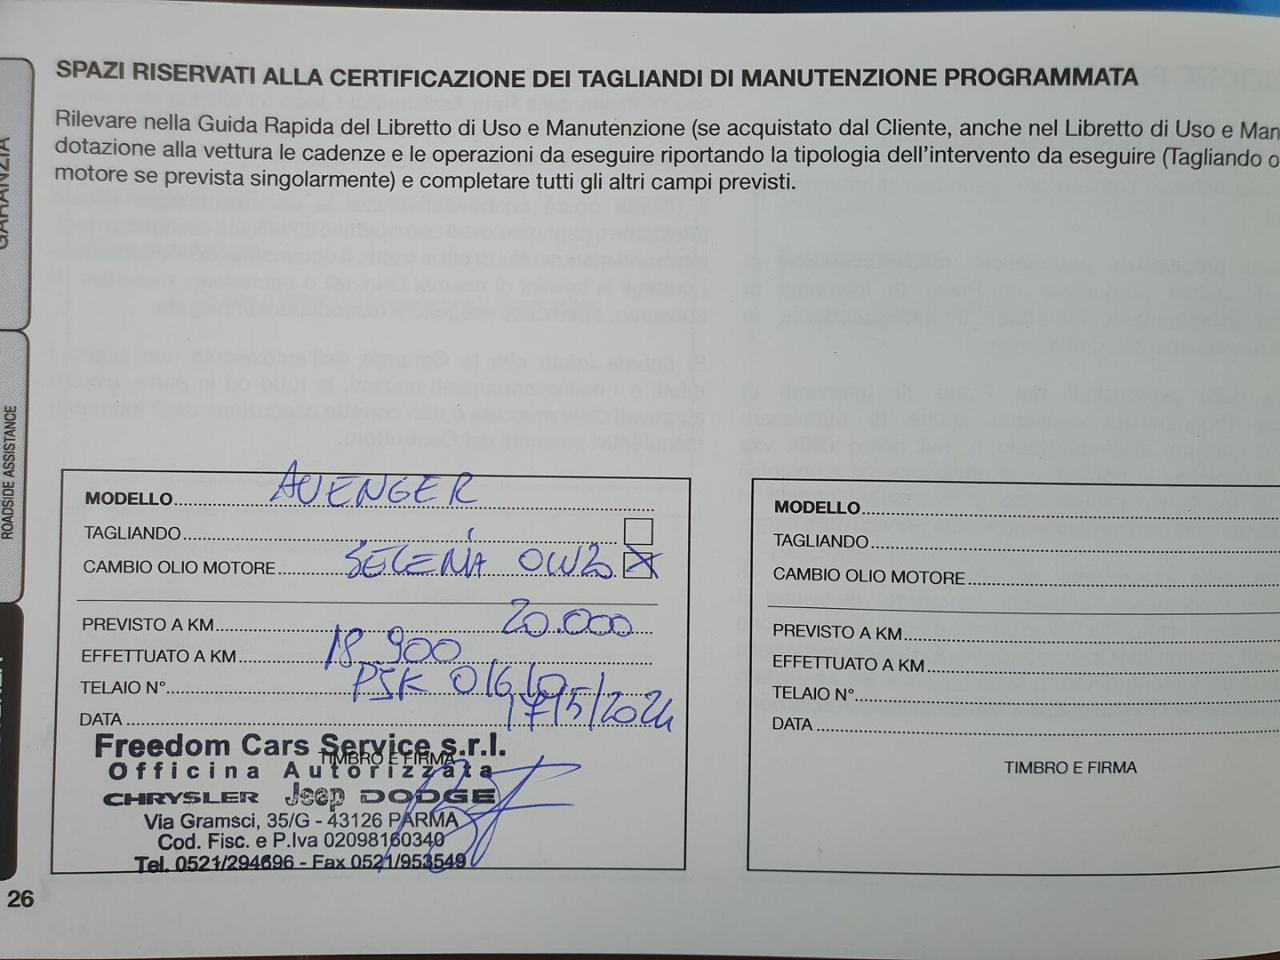 GARANZIA
ROADSIDE ASSISTANCE
SPAZI RISERVATI ALLA CERTIFICAZIONE DEI TAGLIANDI DI MANUTENZIONE PROGRAMMATA
Rilevare nella Guida Rapida del Libretto di Uso e Manutenzione (se acquistato dal Cliente, anche nel Libretto di Uso e Man
dotazione alla vettura le cadenze e le operazioni da eseguire riportando la tipologia dell'intervento da eseguire (Tagliando o
motore se prevista singolarmente) e completare tutti gli altri campi previsti.
MODELLO AVENGER
TAGLIANDO
CAMBIO OLIO MOTORE SELENIA X
PREVISTO A KM 20.000
EFFETTUATO A KM 18.900
TELAIO N°
DATA 17/5/2024
TIMBRO E FIRMA
Freedom Cars Service s.r.l.
Officina Autorizzata
CHRYSLER Jeep DODGE
Via Gramsci, 35/G - 43126 PARMA
Cod. Fisc. e P.Iva 02098160340
Tel. 0521/294696 - Fax 0521/953549
MODELLO
TAGLIANDO
CAMBIO OLIO MOTORE
PREVISTO A KM
EFFETTUATO A KM
TELAIO N°
DATA
TIMBRO E FIRMA
26